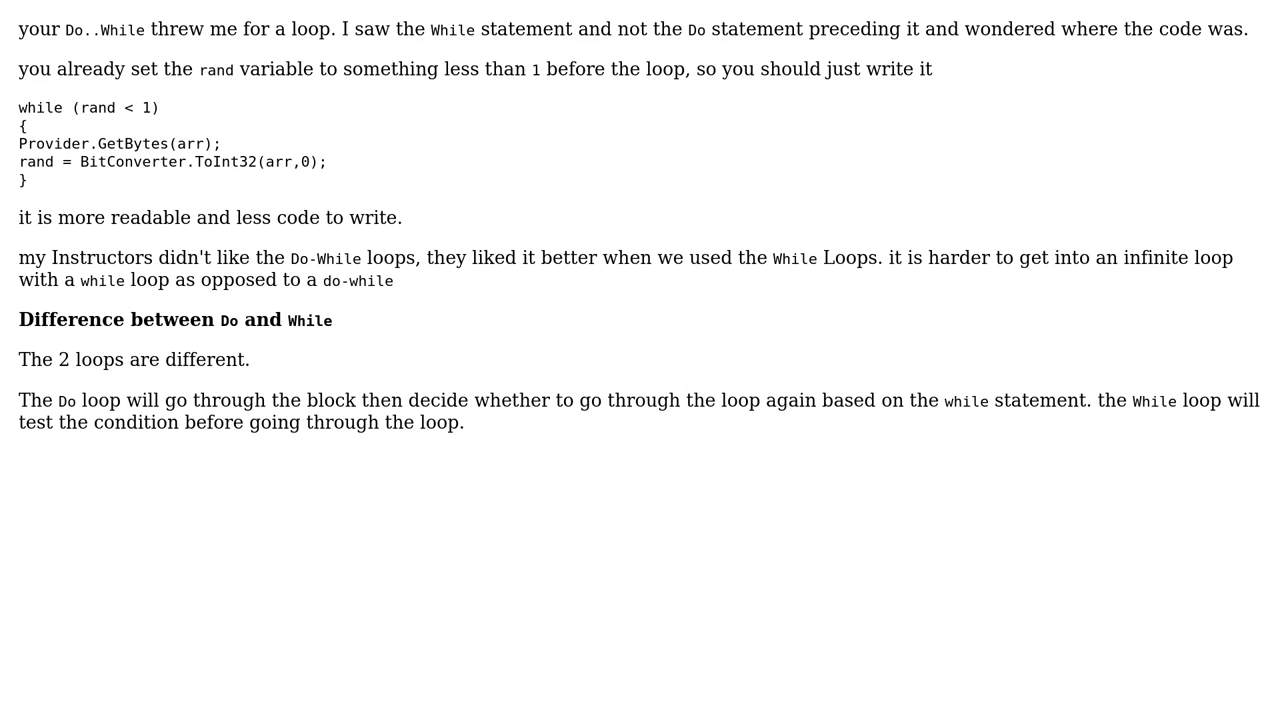 your Do..While threw me for a loop. I saw the While statement and not the Do statement preceding it and wondered where the code was.
you already set the rand variable to something less than 1 before the loop, so you should just write it
while (rand < 1)
{
Provider.GetBytes(arr);
rand = BitConverter.ToInt32(arr,0);
}
it is more readable and less code to write.
my Instructors didn't like the Do-While loops, they liked it better when we used the While Loops. it is harder to get into an infinite loop
with a while loop as opposed to a do-while
Difference between Do and While
The 2 loops are different.
The Do loop will go through the block then decide whether to go through the loop again based on the while statement. the While loop will
test the condition before going through the loop.